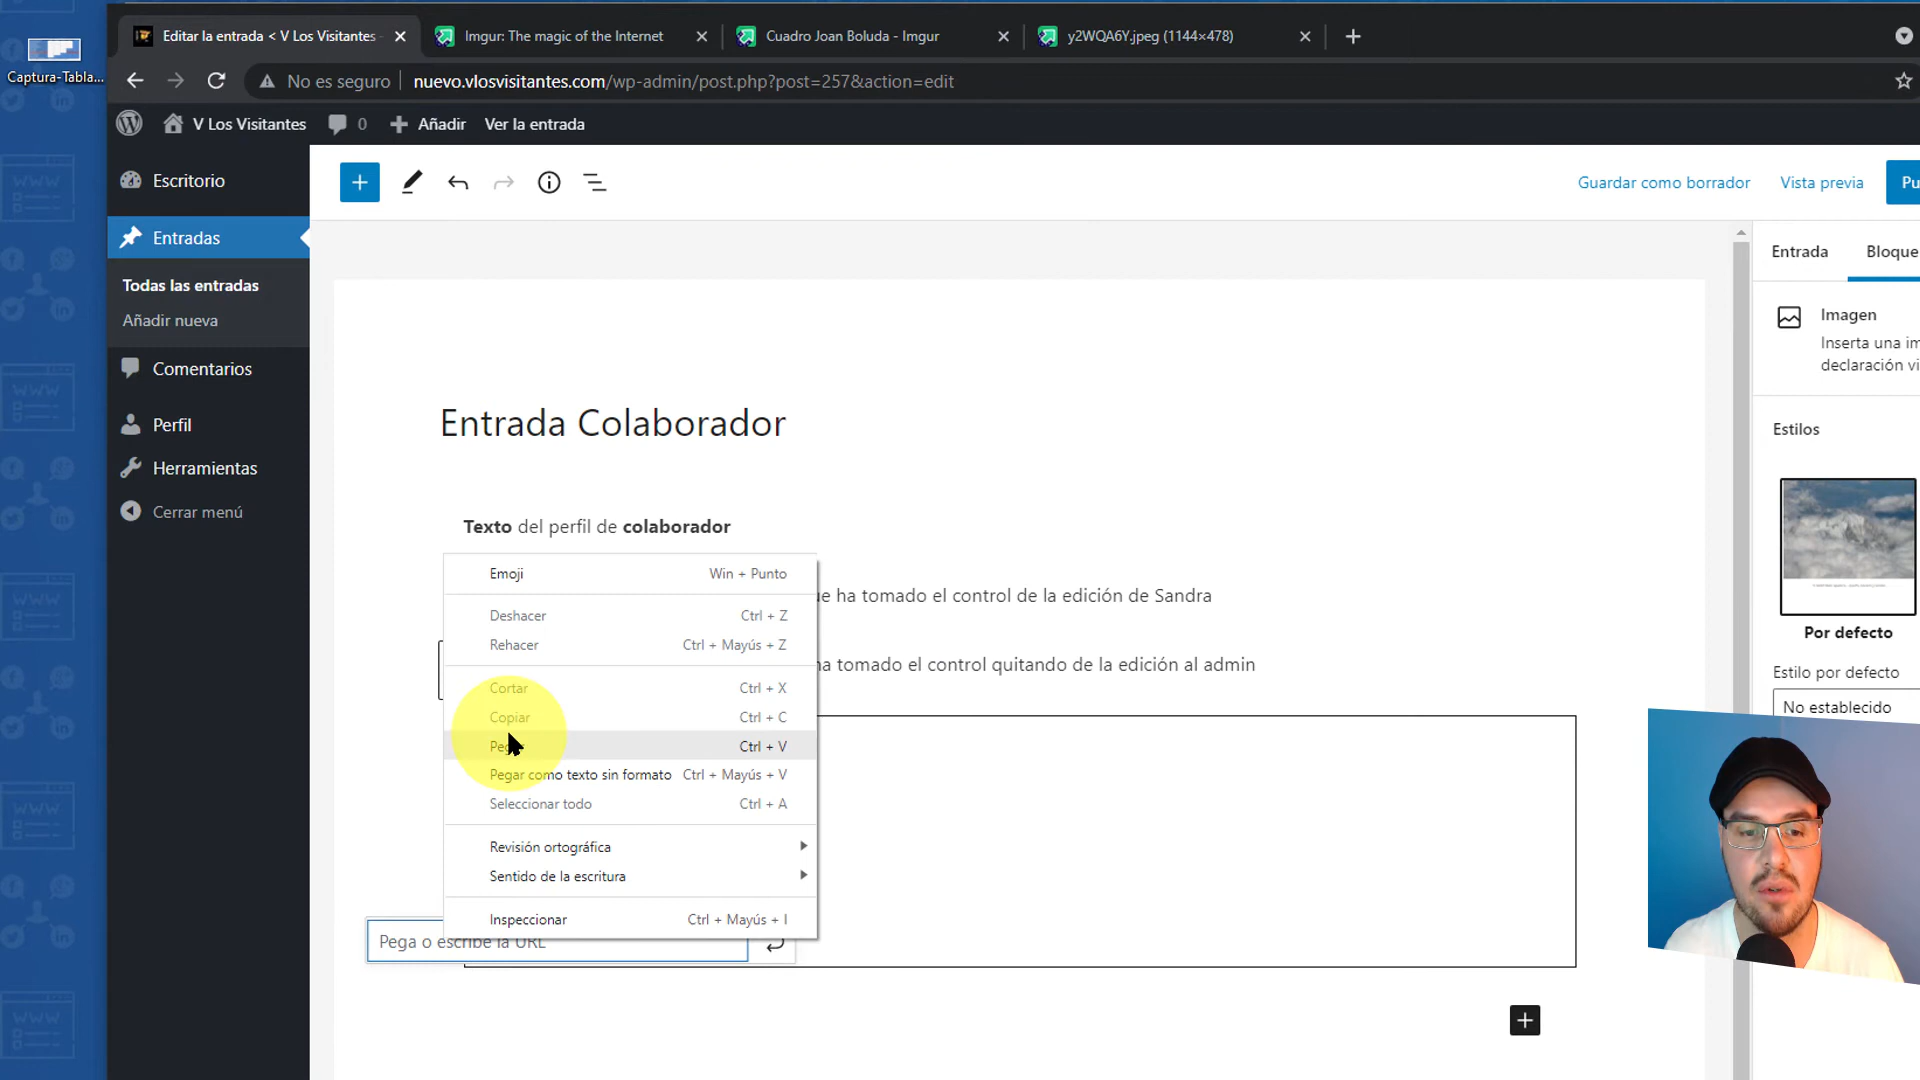 Editar la entrada < V Los Visitantes -
Imgur: The magic of the Internet
Cuadro Joan Boluda - Imgur
y2WQA6Y.jpeg (1144×478)
Captura-Tabla...
No es seguro
nuevo.vlosvisitantes.com/wp-admin/post.php?post=257&action=edit
V Los Visitantes
0
Añadir
Ver la entrada
Escritorio
Entradas
Todas las entradas
Añadir nueva
Comentarios
Perfil
Herramientas
Cerrar menú
Guardar como borrador
Vista previa
Pu
Entrada
Bloque
Imagen
Inserta una im
declaración vi
Estilos
Por defecto
Estilo por defecto
No establecido
Entrada Colaborador
Texto del perfil de colaborador
ue ha tomado el control de la edición de Sandra
ha tomado el control quitando de la edición al admin
Emoji Win + Punto
Deshacer Ctrl + Z
Rehacer Ctrl + Mayús + Z
Cortar Ctrl + X
Copiar Ctrl + C
Pegar Ctrl + V
Pegar como texto sin formato Ctrl + Mayús + V
Seleccionar todo Ctrl + A
Revisión ortográfica
Sentido de la escritura
Inspeccionar Ctrl + Mayús + I
Pega o escribe la URL